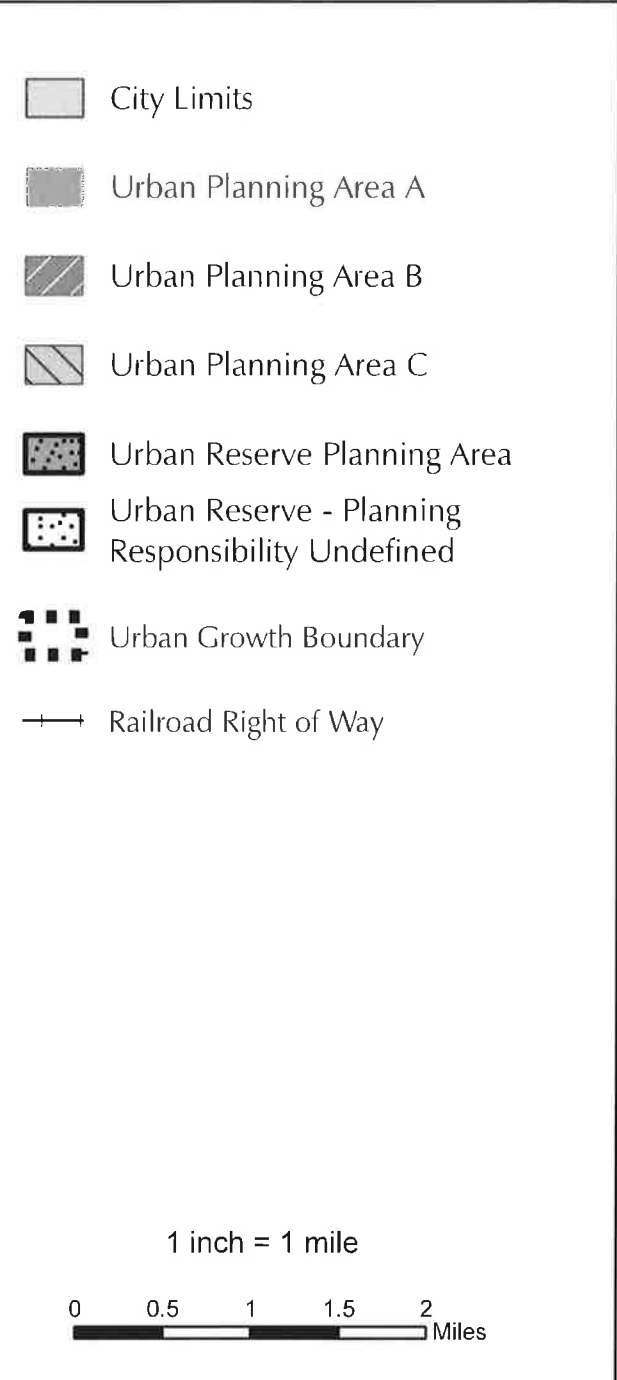 City Limits
Urban Planning Area A
Urban Planning Area B
Urban Planning Area C
Urban Reserve Planning Area
Urban Reserve - Planning
Responsibility Undefined
Urban Growth Boundary
Railroad Right of Way
1 inch = 1 mile
0 0.5 1 1.5 2
Miles